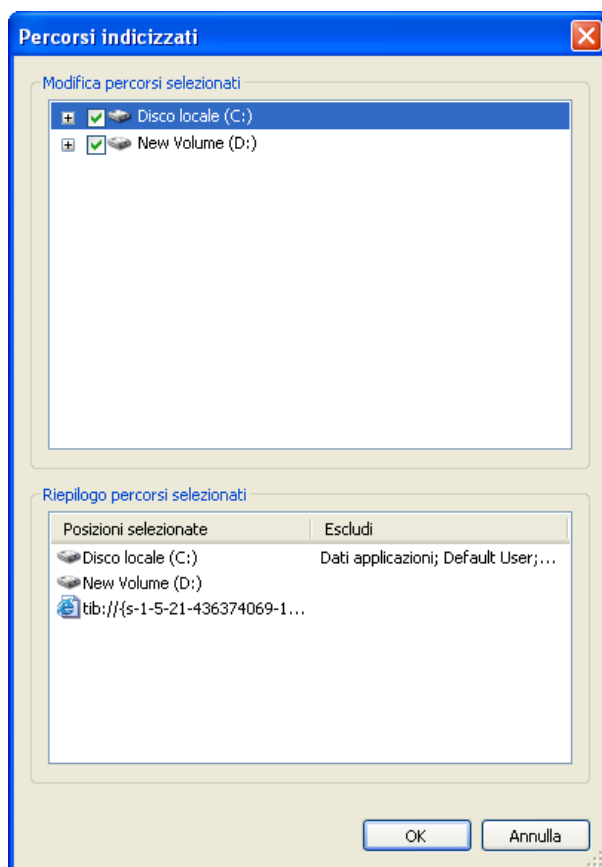 Percorsi indicizzati
Modifica percorsi selezionati
Disco locale (C:)
New Volume (D:)
Riepilogo percorsi selezionati
Posizioni selezionate Escludi
Disco locale (C:) Dati applicazioni; Default User;...
New Volume (D:)
tib://{s-1-5-21-436374069-1...
OK Annulla